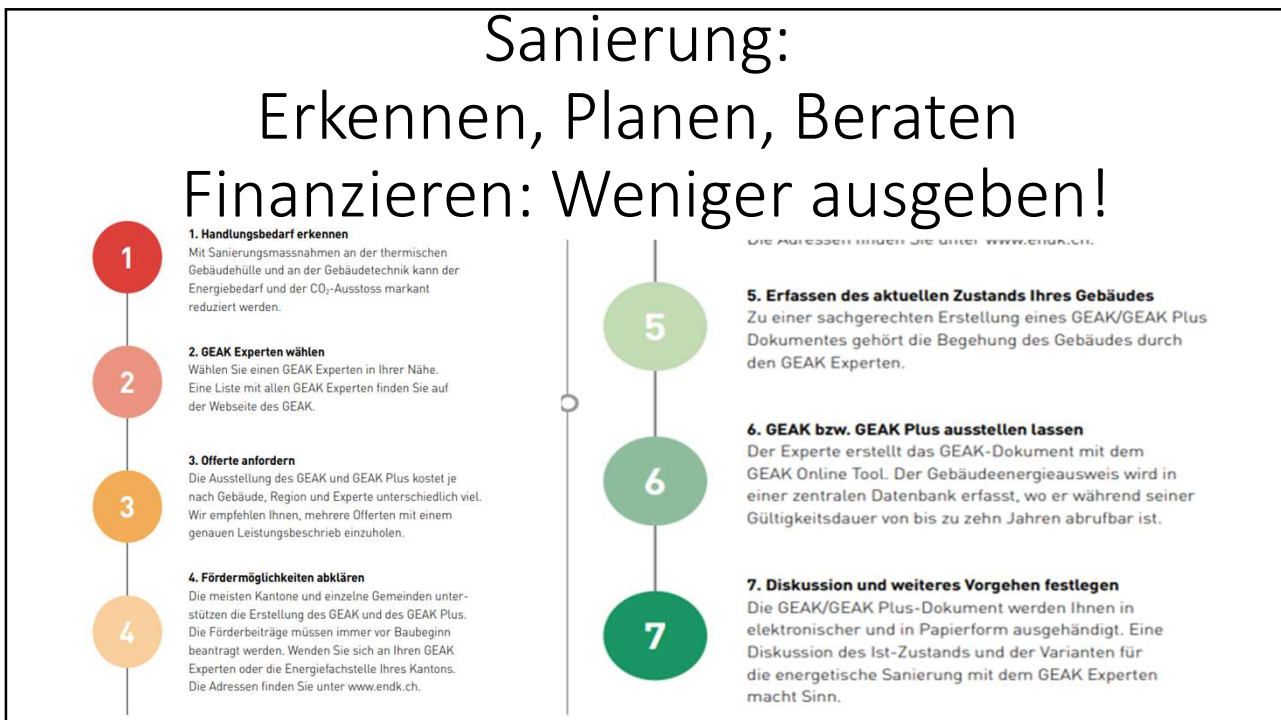 Sanierung:
Erkennen, Planen, Beraten
Finanzieren: Weniger ausgeben!
1
1. Handlungsbedarf erkennen
Mit Sanierungsmassnahmen an der thermischen
Gebäudehülle und an der Gebäudetechnik kann der
Energiebedarf und der CO₂-Ausstoss markant
reduziert werden.
2
2. GEAK Experten wählen
Wählen Sie einen GEAK Experten in Ihrer Nähe.
Eine Liste mit allen GEAK Experten finden Sie auf
der Webseite des GEAK.
3
3. Offerte anfordern
Die Ausstellung des GEAK und GEAK Plus kostet je
nach Gebäude, Region und Experte unterschiedlich viel.
Wir empfehlen Ihnen, mehrere Offerten mit einem
genauen Leistungsbeschrieb einzuholen.
4
4. Fördermöglichkeiten abklären
Die meisten Kantone und einzelne Gemeinden unter-
stützen die Erstellung des GEAK und des GEAK Plus.
Die Förderbeiträge müssen immer vor Baubeginn
beantragt werden. Wenden Sie sich an Ihren GEAK
Experten oder die Energiefachstelle Ihres Kantons.
Die Adressen finden Sie unter www.endk.ch.
Die Adressen finden Sie unter www.endk.ch.
5
5. Erfassen des aktuellen Zustands Ihres Gebäudes
Zu einer sachgerechten Erstellung eines GEAK/GEAK Plus
Dokumentes gehört die Begehung des Gebäudes durch
den GEAK Experten.
6
6. GEAK bzw. GEAK Plus ausstellen lassen
Der Experte erstellt das GEAK-Dokument mit dem
GEAK Online Tool. Der Gebäudeenergieausweis wird in
einer zentralen Datenbank erfasst, wo er während seiner
Gültigkeitsdauer von bis zu zehn Jahren abrufbar ist.
7
7. Diskussion und weiteres Vorgehen festlegen
Die GEAK/GEAK Plus-Dokument werden Ihnen in
elektronischer und in Papierform ausgehändigt. Eine
Diskussion des Ist-Zustands und der Varianten für
die energetische Sanierung mit dem GEAK Experten
macht Sinn.